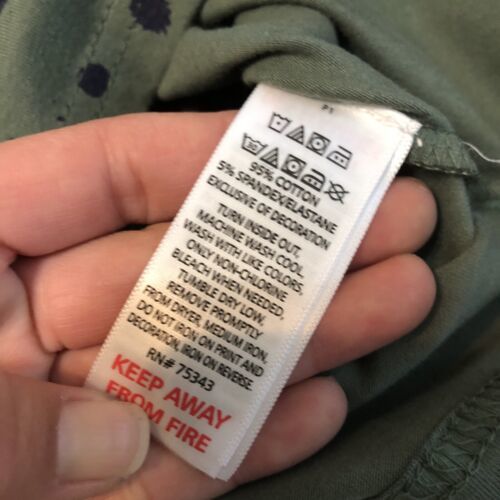 P1
30
95% COTTON
5% SPANDEX/ELASTANE
EXCLUSIVE OF DECORATION
TURN INSIDE OUT,
MACHINE WASH COOL.
WASH WITH LIKE COLORS.
ONLY NON-CHLORINE
BLEACH WHEN NEEDED.
TUMBLE DRY LOW.
REMOVE PROMPTLY
FROM DRYER. MEDIUM IRON,
DO NOT IRON ON PRINT AND
DECORATION, IRON ON REVERSE.
RN# 75343
KEEP AWAY
FROM FIRE